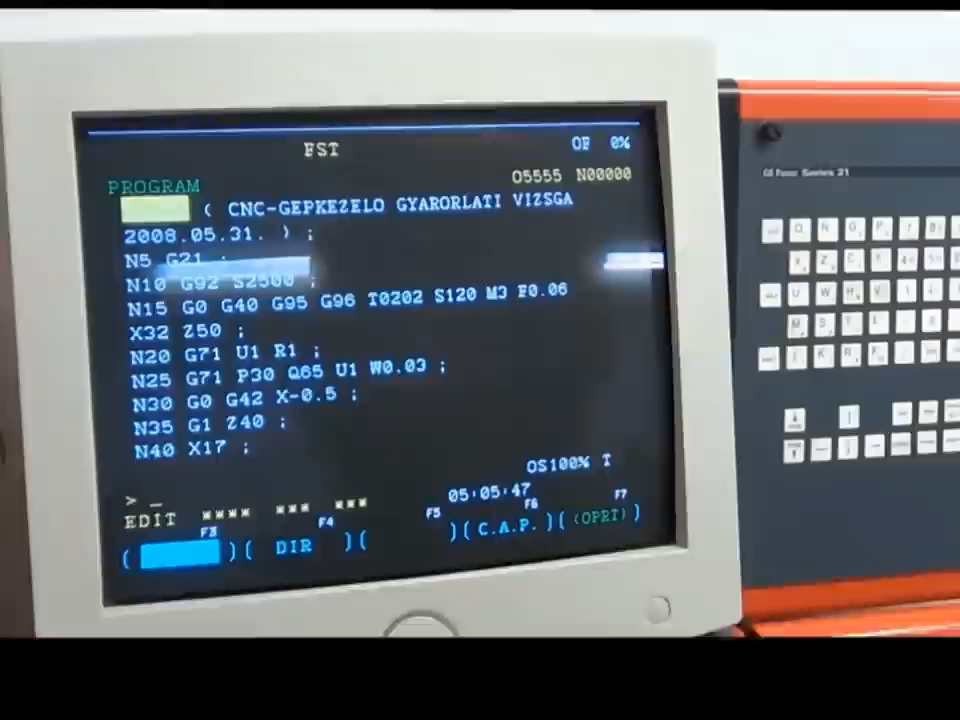 FST
OF 0%
O5555 N00000
PROGRAM
( CNC-GEPKEZELO GYARORLATI VIZSGA
2008.05.31. ) ;
N5 G21 ;
N10 G92 S2500 ;
N15 G0 G40 G95 G96 T0202 S120 M3 F0.06
X32 Z50 ;
N20 G71 U1 R1 ;
N25 G71 P30 Q65 U1 W0.03 ;
N30 G0 G42 X-0.5 ;
N35 G1 Z40 ;
N40 X17 ;
OS100% T
> _
05:05:47
EDIT **** *** ***
F3 F4 F5 F6 F7
( )( DIR )( )( C.A.P. )( (OPRT) )
Series 21